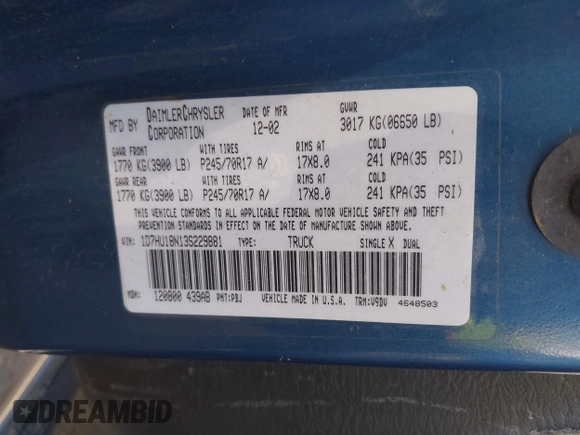 MFD BY DAIMLERCHRYSLER CORPORATION DATE OF MFR 12-02 GVWR 3017 KG(06650 LB)
GAWR FRONT WITH TIRES RIMS AT COLD
1770 KG(3900 LB) P245/70R17 A/ 17X8.0 241 KPA(35 PSI)
GAWR REAR WITH TIRES RIMS AT COLD
1770 KG(3900 LB) P245/70R17 A/ 17X8.0 241 KPA(35 PSI)
THIS VEHICLE CONFORMS TO ALL APPLICABLE FEDERAL MOTOR VEHICLE SAFETY AND THEFT
PREVENTION STANDARDS IN EFFECT ON THE DATE OF MANUFACTURE SHOWN ABOVE.
VIN: 1D7HU18N13S229881 TYPE: TRUCK SINGLE X DUAL
MDH: 120800 439AB PNT:PBJ VEHICLE MADE IN U.S.A. TRM:V9DV 4648503
DREAMBID